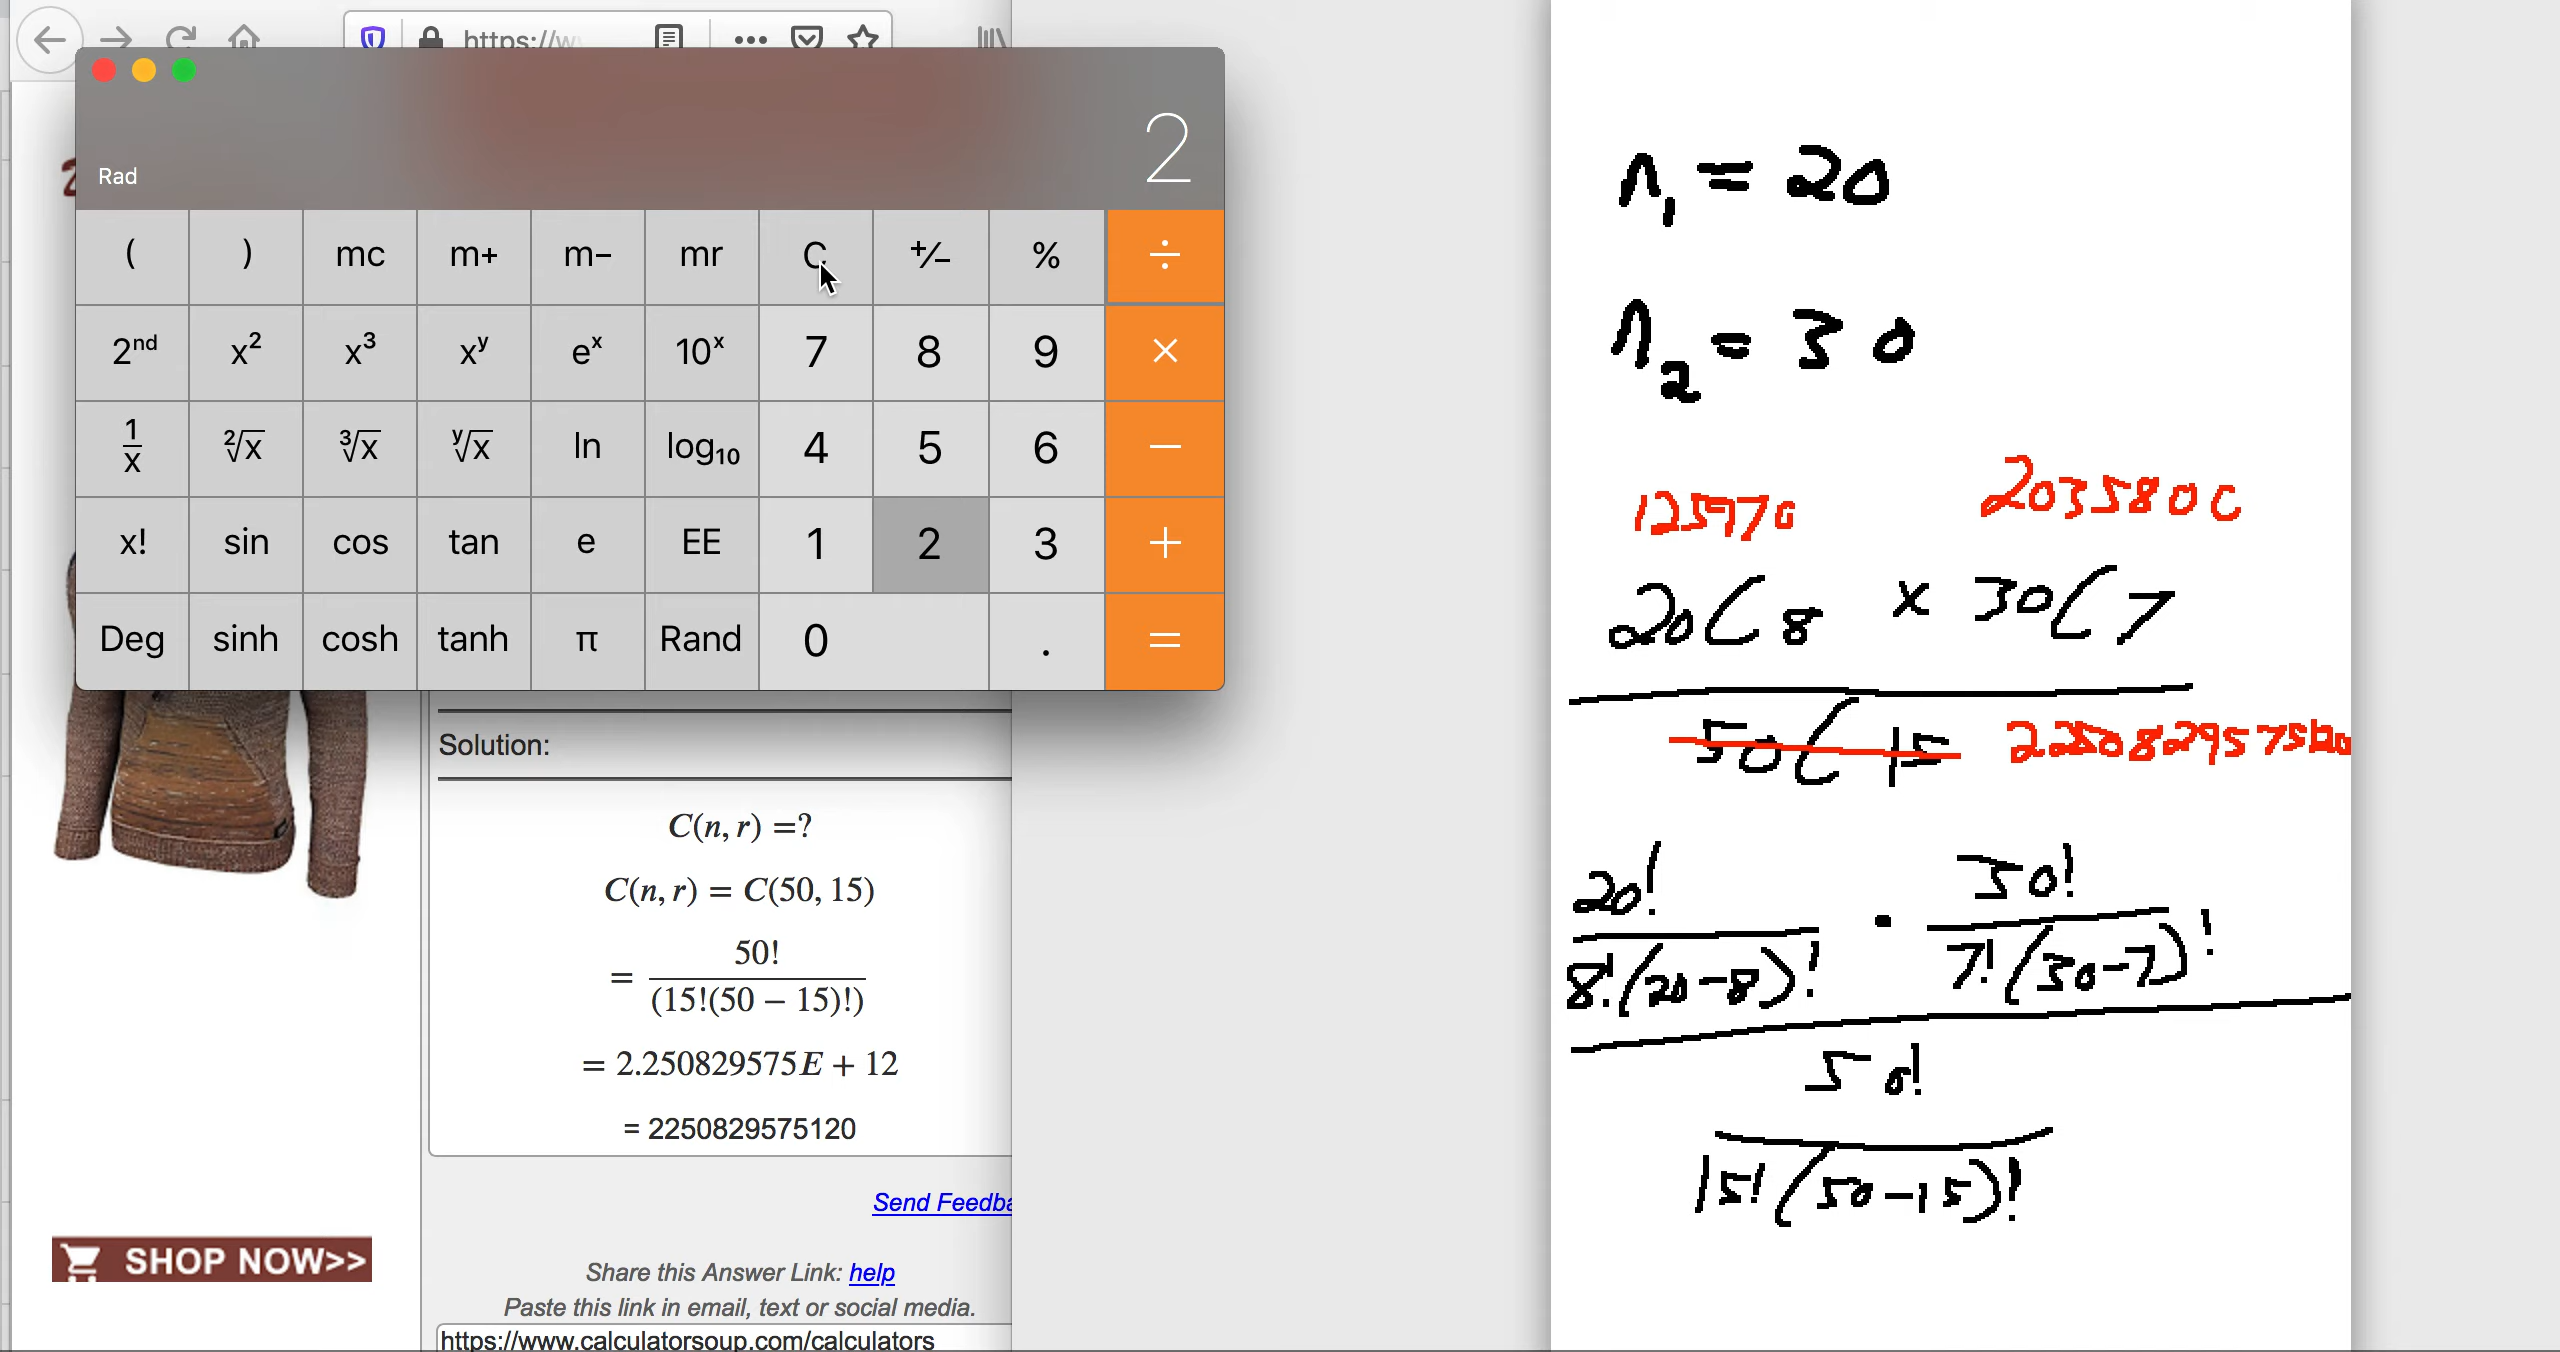 https://w
2
Rad
( ) mc m+ m− mr C ⁺∕₋ % ÷
2ⁿᵈ x² x³ xʸ eˣ 10ˣ 7 8 9 ×
1/x ²√x ³√x ʸ√x ln log₁₀ 4 5 6 −
x! sin cos tan e EE 1 2 3 +
Deg sinh cosh tanh π Rand 0 . =
Solution:
C(n, r) =?
C(n, r) = C(50, 15)
= 50! / (15!(50 − 15)!)
= 2.250829575E + 12
= 2250829575120
Send Feedba
Share this Answer Link: help
Paste this link in email, text or social media.
https://www.calculatorsoup.com/calculators
SHOP NOW>>
n₁ = 20
n₂ = 30
125970 2035800
20C8 × 30C7
50C15
20! · 30!
8!(20-8)! 7!(30-7)!
50!
15!(50-15)!